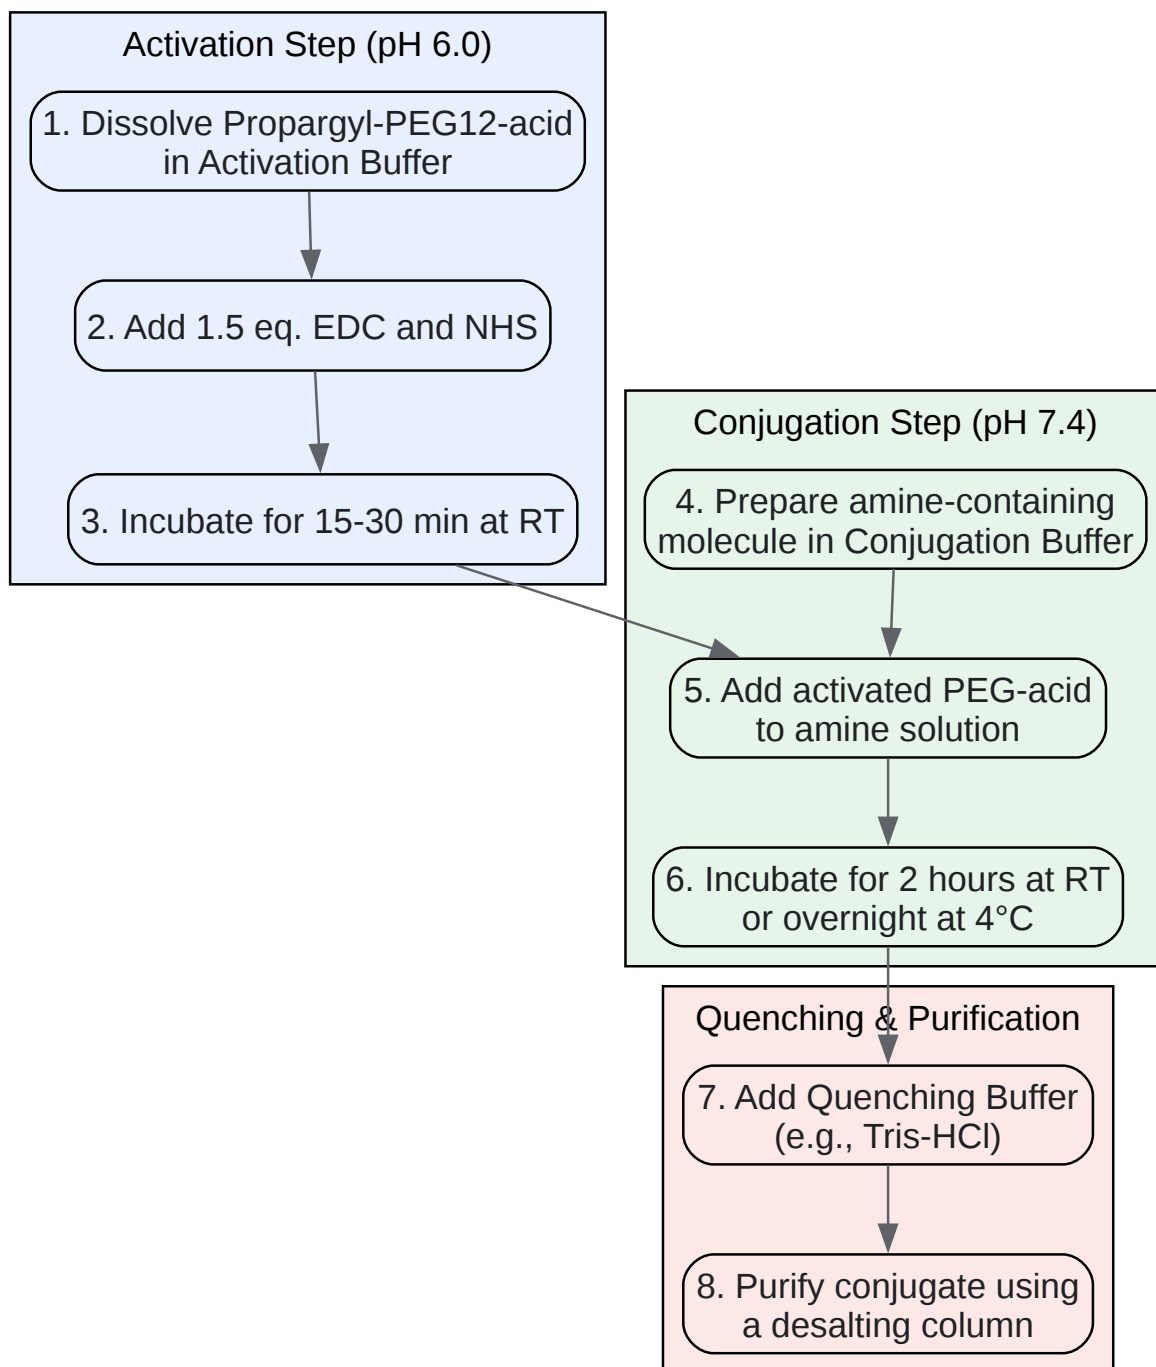 Activation Step (pH 6.0)
1. Dissolve Propargyl-PEG12-acid
in Activation Buffer
2. Add 1.5 eq. EDC and NHS
3. Incubate for 15-30 min at RT
Conjugation Step (pH 7.4)
4. Prepare amine-containing
molecule in Conjugation Buffer
5. Add activated PEG-acid
to amine solution
6. Incubate for 2 hours at RT
or overnight at 4°C
Quenching & Purification
7. Add Quenching Buffer
(e.g., Tris-HCl)
8. Purify conjugate using
a desalting column